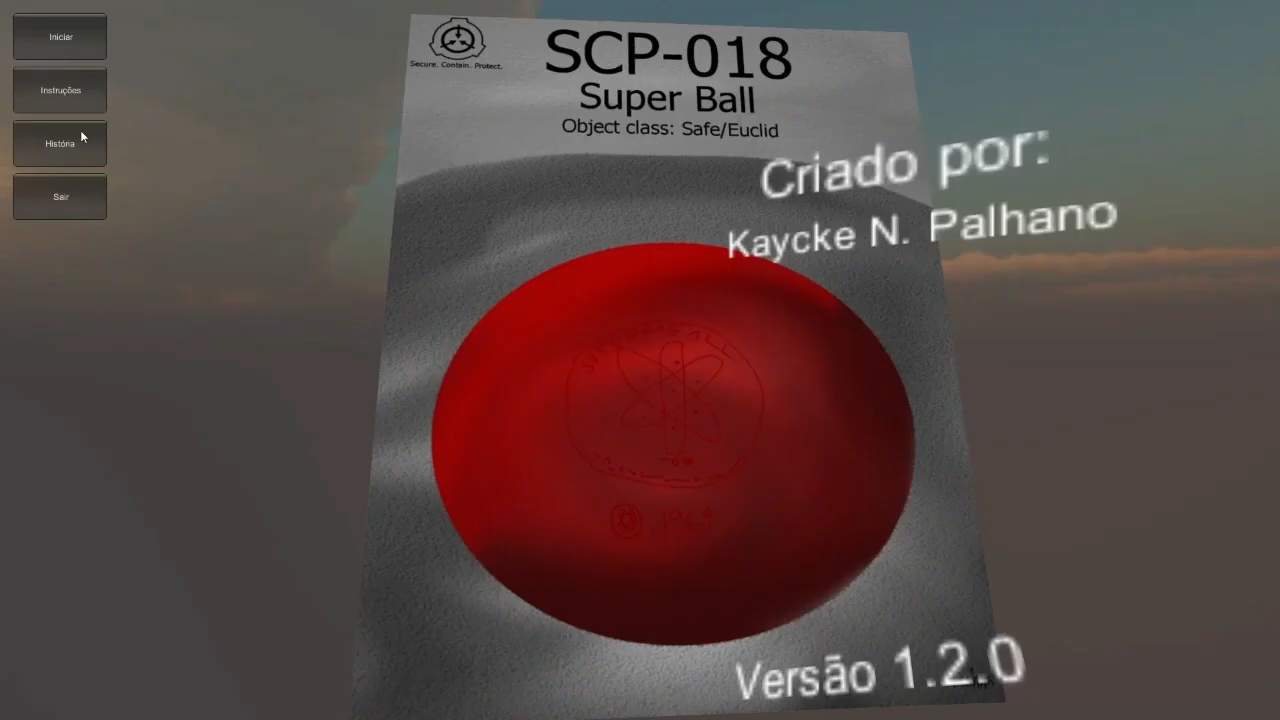 Iniciar
Instruções
História
Sair
Secure. Contain. Protect.
SCP-018
Super Ball
Object class: Safe/Euclid
Criado por:
Kaycke N. Palhano
1969
Versão 1.2.0